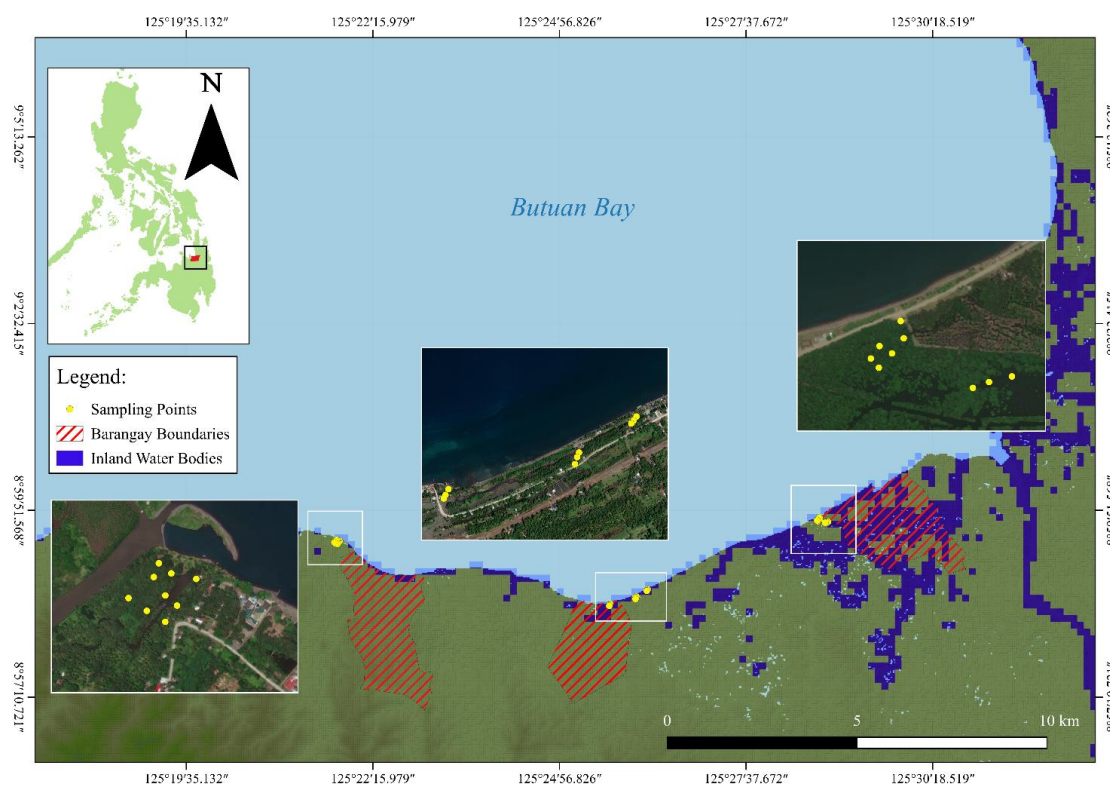 125°19′35.132″ 125°22′15.979″ 125°24′56.826″ 125°27′37.672″ 125°30′18.519″
N
9°5′13.262″
Butuan Bay
9°2′32.415″
Legend:
Sampling Points
Barangay Boundaries
Inland Water Bodies
8°59′51.568″
8°57′10.721″
0 5 10 km
125°19′35.132″ 125°22′15.979″ 125°24′56.826″ 125°27′37.672″ 125°30′18.519″